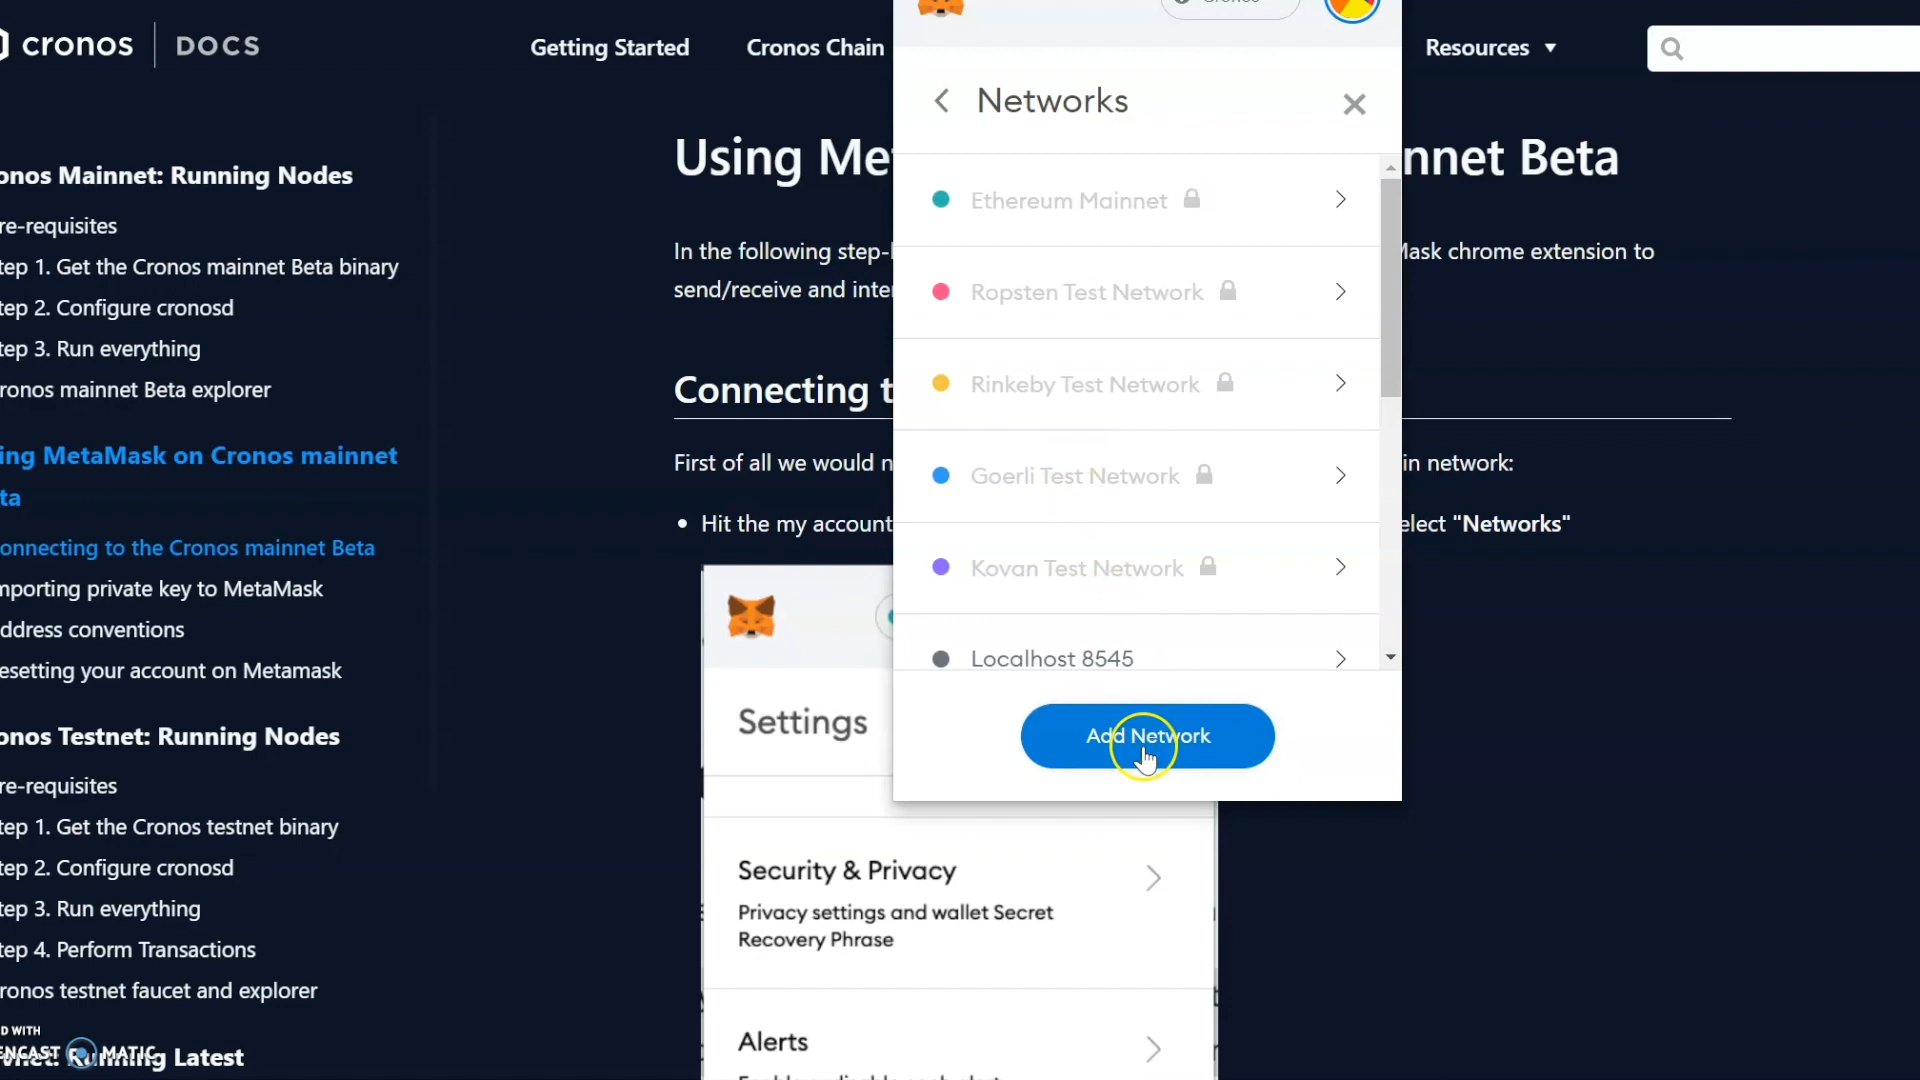 cronos DOCS
Getting Started
Cronos Chain
Resources
Networks
Ethereum Mainnet
Ropsten Test Network
Rinkeby Test Network
Goerli Test Network
Kovan Test Network
Localhost 8545
Add Network
onos Mainnet: Running Nodes
re-requisites
tep 1. Get the Cronos mainnet Beta binary
tep 2. Configure cronosd
tep 3. Run everything
ronos mainnet Beta explorer
ing MetaMask on Cronos mainnet
ta
onnecting to the Cronos mainnet Beta
mporting private key to MetaMask
ddress conventions
esetting your account on Metamask
onos Testnet: Running Nodes
re-requisites
tep 1. Get the Cronos testnet binary
tep 2. Configure cronosd
tep 3. Run everything
tep 4. Perform Transactions
ronos testnet faucet and explorer
D WITH
Running Latest
Using Me nnet Beta
In the following step- Mask chrome extension to
send/receive and inte
Connecting t
First of all we would n in network:
• Hit the my account elect "Networks"
Settings
Security & Privacy
Privacy settings and wallet Secret
Recovery Phrase
Alerts